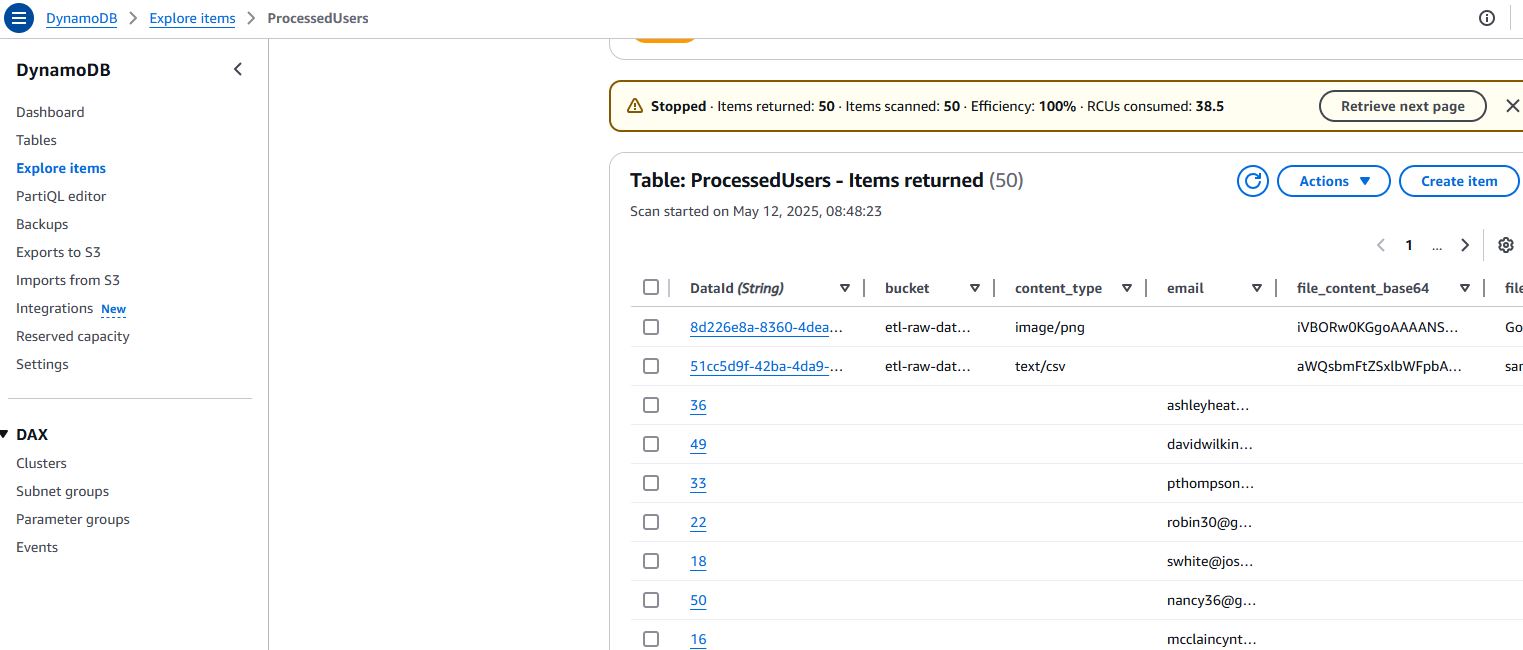 DynamoDB > Explore items > ProcessedUsers
DynamoDB
Dashboard
Tables
Explore items
PartiQL editor
Backups
Exports to S3
Imports from S3
Integrations New
Reserved capacity
Settings
DAX
Clusters
Subnet groups
Parameter groups
Events
Stopped · Items returned: 50 · Items scanned: 50 · Efficiency: 100% · RCUs consumed: 38.5
Retrieve next page
Table: ProcessedUsers - Items returned (50)
Actions
Create item
Scan started on May 12, 2025, 08:48:23
1 ...
DataId (String) bucket content_type email file_content_base64 file
8d226e8a-8360-4dea... etl-raw-dat... image/png iVBORw0KGgoAAAANS... Go
51cc5d9f-42ba-4da9-... etl-raw-dat... text/csv aWQsbmFtZSxlbWFpbA... sar
36 ashleyheat...
49 davidwilkin...
33 pthompson...
22 robin30@g...
18 swhite@jos...
50 nancy36@g...
16 mcclaincynt...